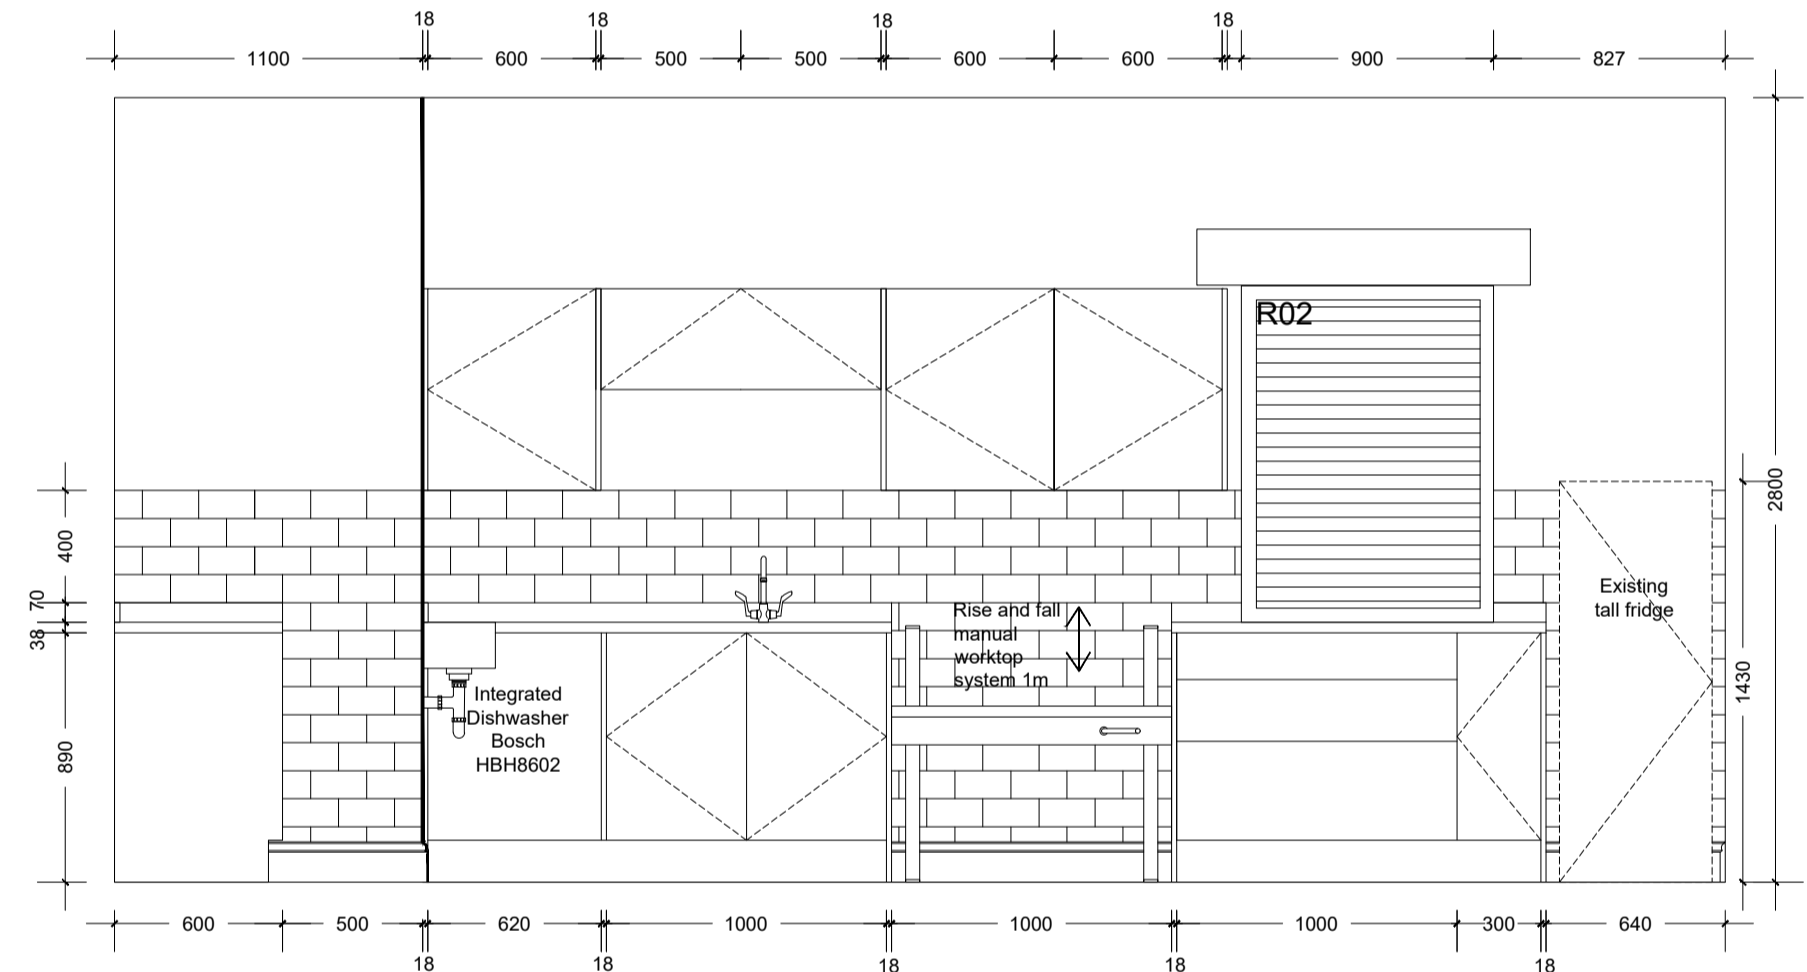 18
18
18
18
1100
600
500
500
600
600
900
827
R02
2800
400
70
38
890
1430
Rise and fall
manual
worktop
system 1m
Existing
tall fridge
Integrated
Dishwasher
Bosch
HBH8602
600
500
620
1000
1000
1000
300
640
18
18
18
18
18